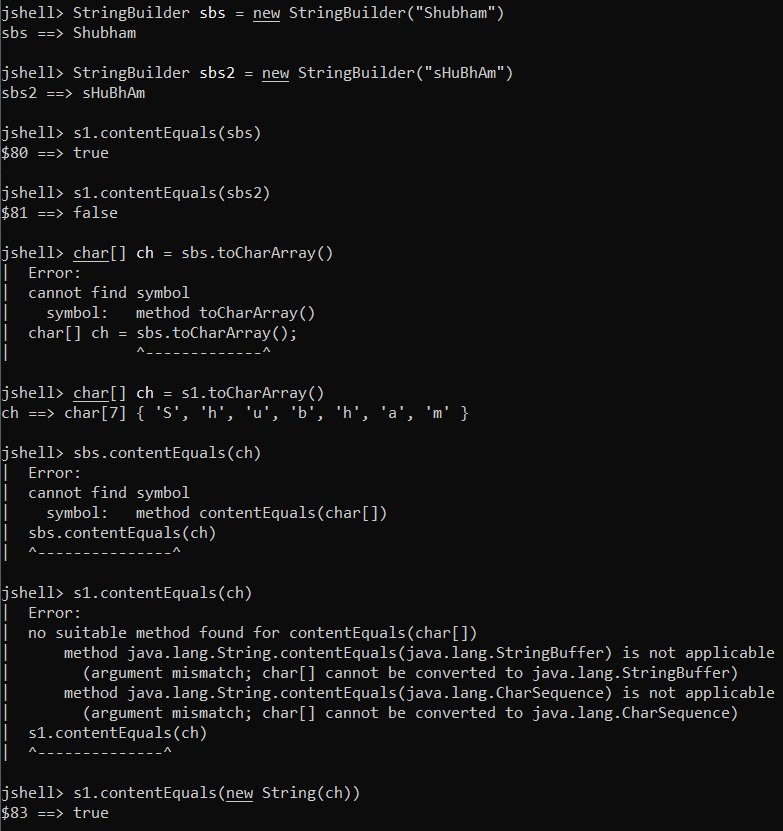 jshell> StringBuilder sbs = new StringBuilder("Shubham")
sbs ==> Shubham
jshell> StringBuilder sbs2 = new StringBuilder("sHuBhAm")
sbs2 ==> sHuBhAm
jshell> s1.contentEquals(sbs)
$80 ==> true
jshell> s1.contentEquals(sbs2)
$81 ==> false
jshell> char[] ch = sbs.toCharArray()
|  Error:
|  cannot find symbol
|    symbol:   method toCharArray()
|  char[] ch = sbs.toCharArray();
|              ^-------------^
jshell> char[] ch = s1.toCharArray()
ch ==> char[7] { 'S', 'h', 'u', 'b', 'h', 'a', 'm' }
jshell> sbs.contentEquals(ch)
|  Error:
|  cannot find symbol
|    symbol:   method contentEquals(char[])
|  sbs.contentEquals(ch)
|  ^---------------^
jshell> s1.contentEquals(ch)
|  Error:
|  no suitable method found for contentEquals(char[])
|      method java.lang.String.contentEquals(java.lang.StringBuffer) is not applicable
|        (argument mismatch; char[] cannot be converted to java.lang.StringBuffer)
|      method java.lang.String.contentEquals(java.lang.CharSequence) is not applicable
|        (argument mismatch; char[] cannot be converted to java.lang.CharSequence)
|  s1.contentEquals(ch)
|  ^--------------^
jshell> s1.contentEquals(new String(ch))
$83 ==> true